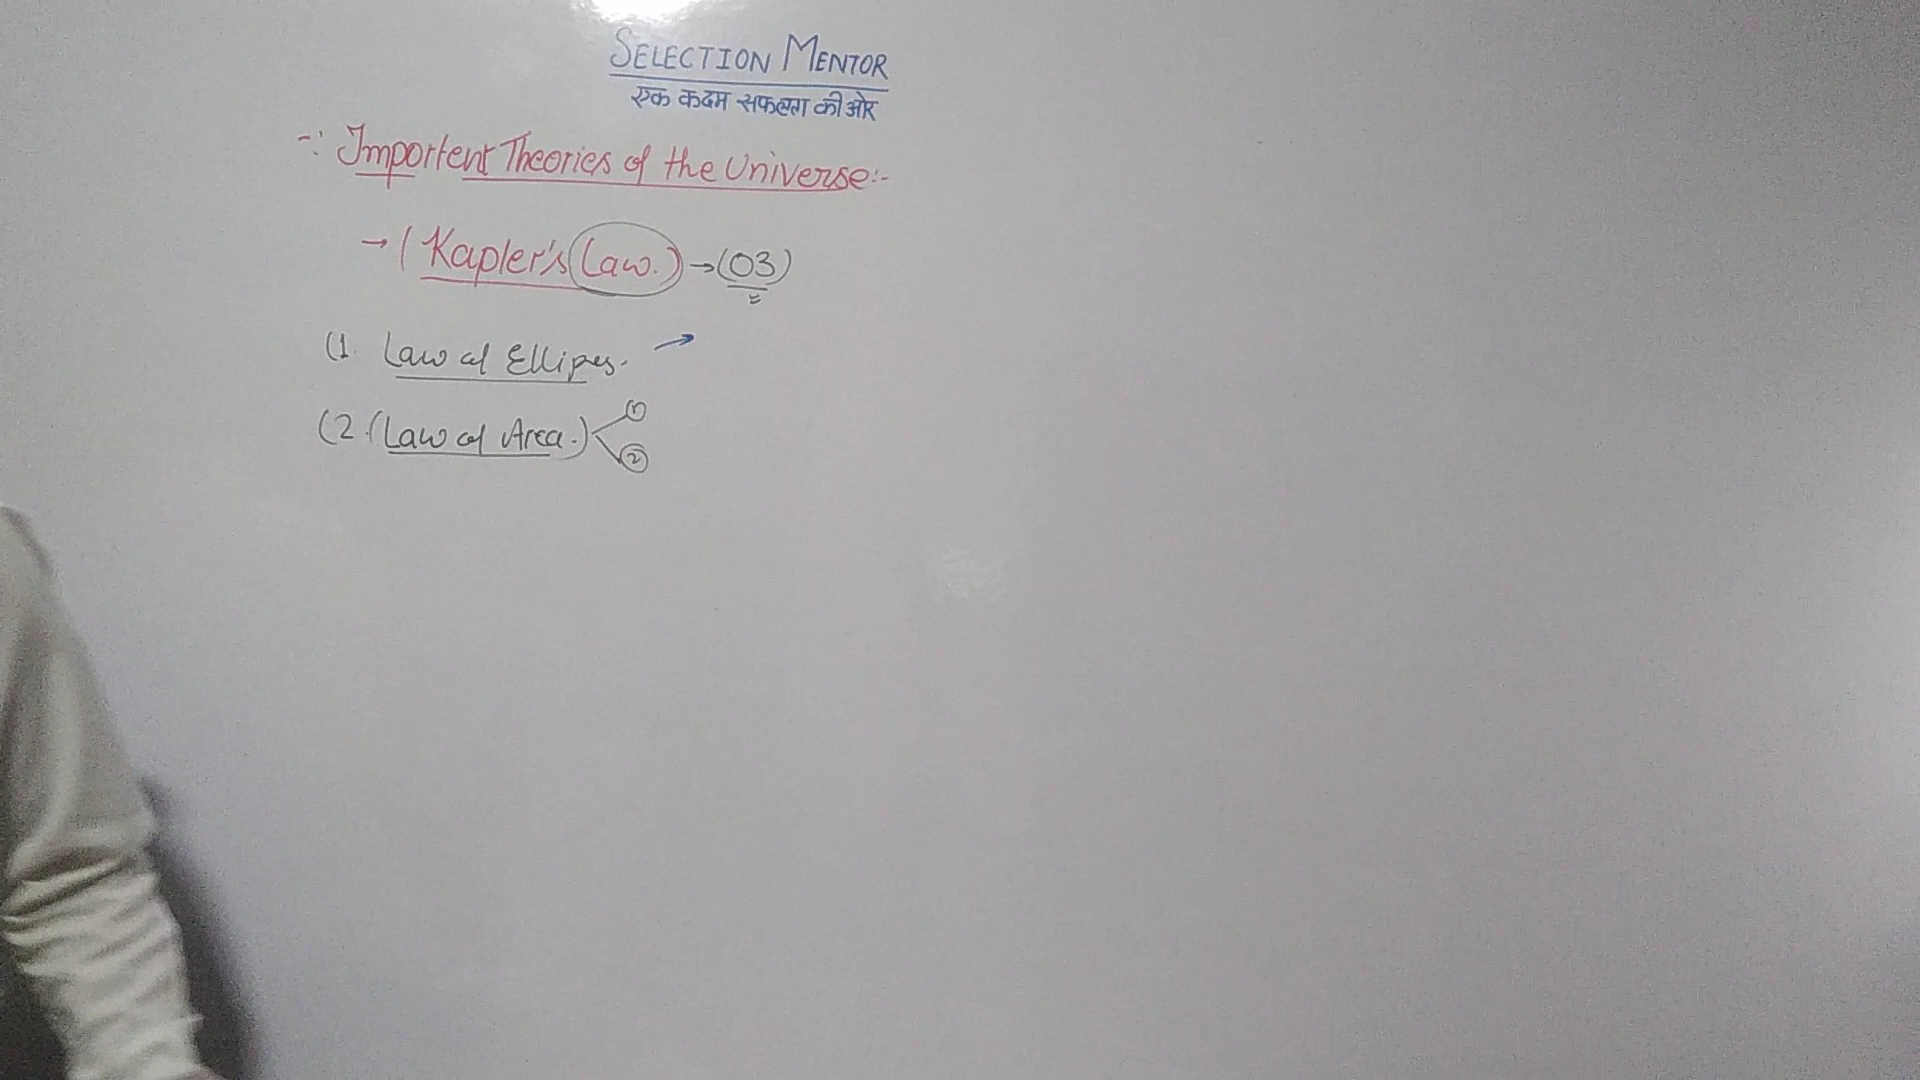 SELECTION MENTOR
एक कदम सफलता की ओर
-: Importent Theories of the Universe:-
→ ( Kapler's (Law.) → (03)
(1. Law of Ellipes. →
(2. (Law of Area.) ① ②